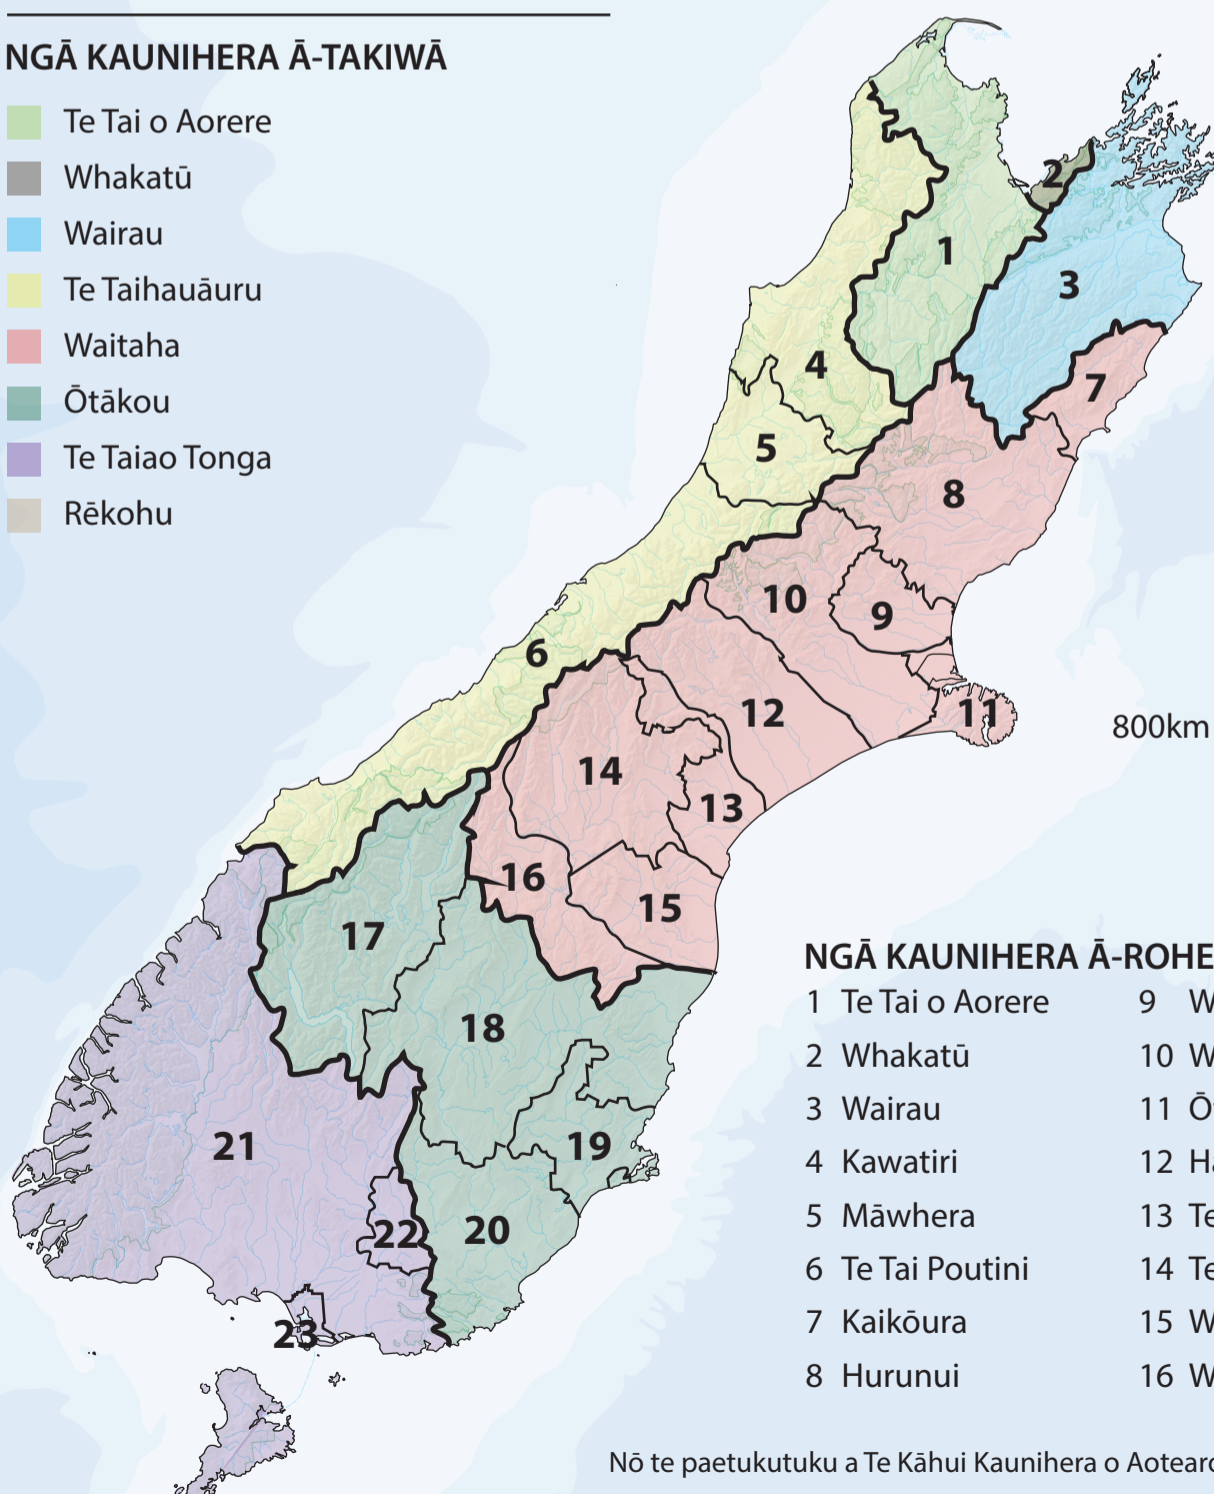 NGĀ KAUNIHERA Ā-TAKIWĀ
Te Tai o Aorere
Whakatū
Wairau
Te Taihauāuru
Waitaha
Ōtākou
Te Taiao Tonga
Rēkohu
2
1
3
4
7
5
8
10
9
6
12
11
800km
14
13
16
15
17
18
21
19
22
20
23
NGĀ KAUNIHERA Ā-ROHE
1 Te Tai o Aorere
2 Whakatū
3 Wairau
4 Kawatiri
5 Māwhera
6 Te Tai Poutini
7 Kaikōura
8 Hurunui
9
10
11
12
13 Te
14 Te
15
16
Nō te paetukutuku a Te Kāhui Kaunihera o